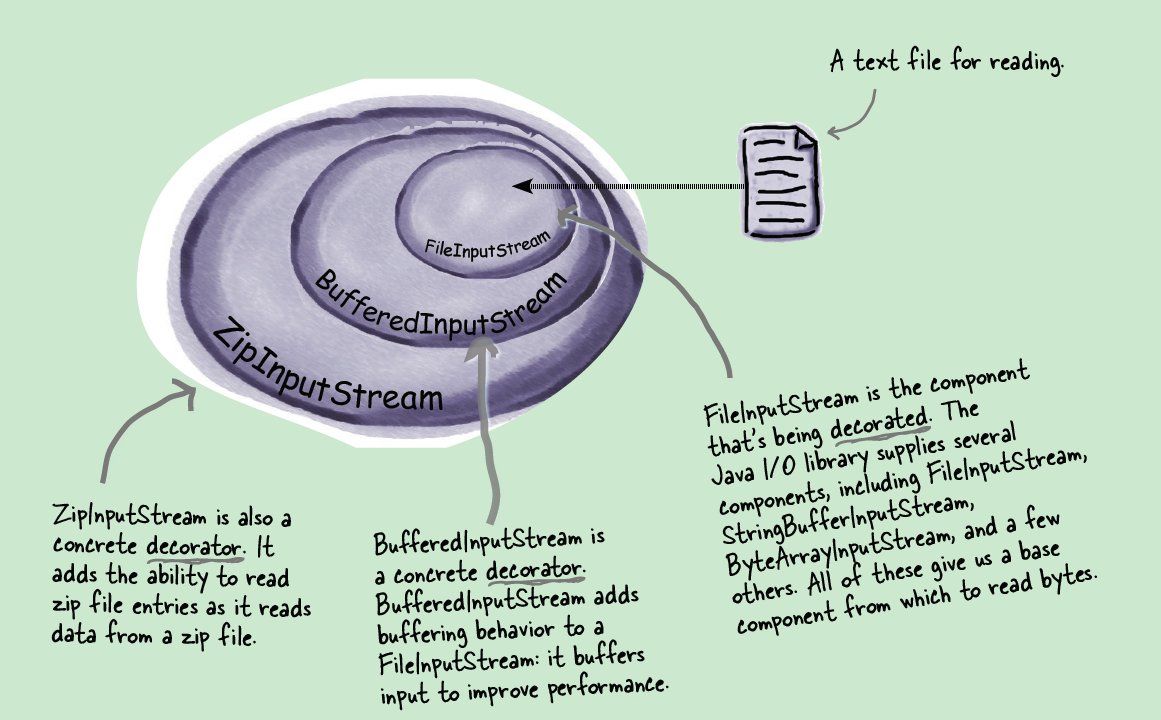 A text file for reading.
FileInputStream
BufferedInputStream
ZipInputStream
ZipInputStream is also a
concrete decorator. It
adds the ability to read
zip file entries as it reads
data from a zip file.
BufferedInputStream is
a concrete decorator.
BufferedInputStream adds
buffering behavior to a
FileInputStream: it buffers
input to improve performance.
FileInputStream is the component
that's being decorated. The
Java I/O library supplies several
components, including FileInputStream,
StringBufferInputStream,
ByteArrayInputStream, and a few
others. All of these give us a base
component from which to read bytes.